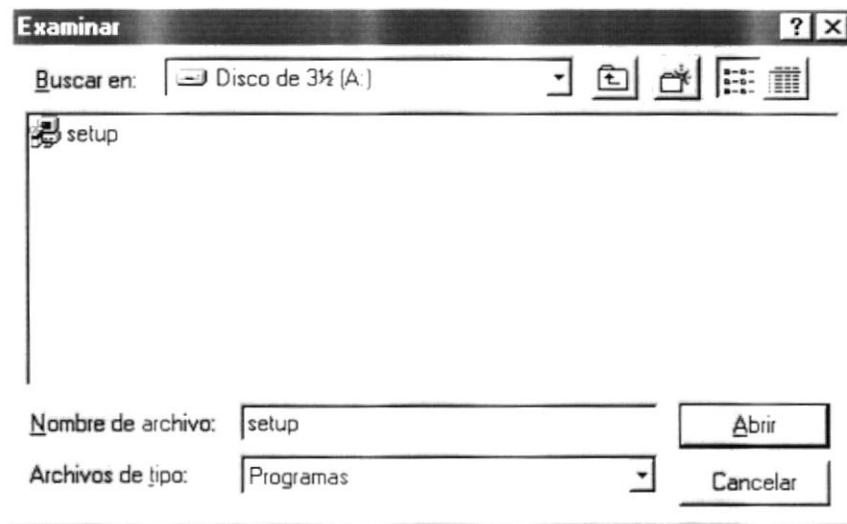 Examinar
Buscar en: Disco de 3½ (A:)
setup
Nombre de archivo: setup Abrir
Archivos de tipo: Programas Cancelar